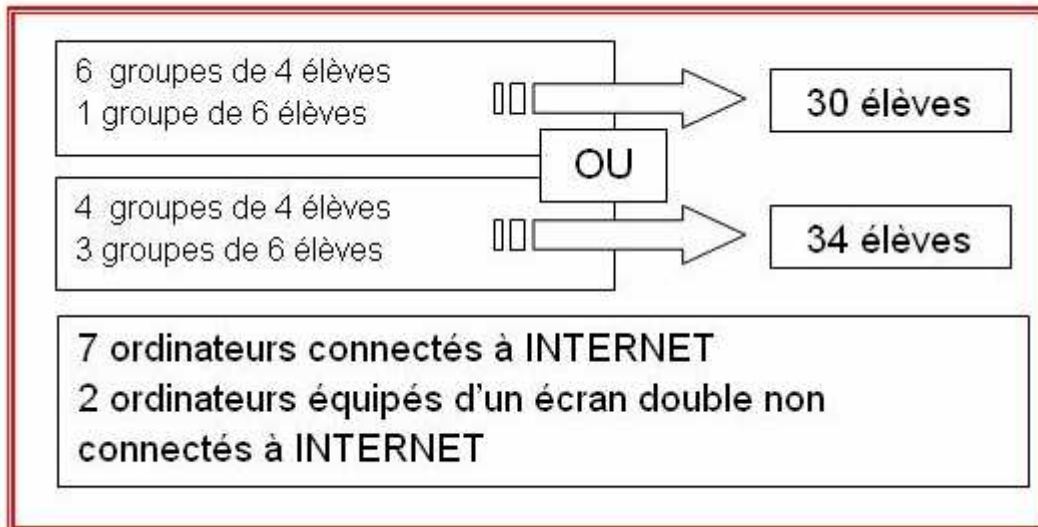 6 groupes de 4 élèves
1 groupe de 6 élèves
30 élèves
OU
4 groupes de 4 élèves
3 groupes de 6 élèves
34 élèves
7 ordinateurs connectés à INTERNET
2 ordinateurs équipés d'un écran double non
connectés à INTERNET